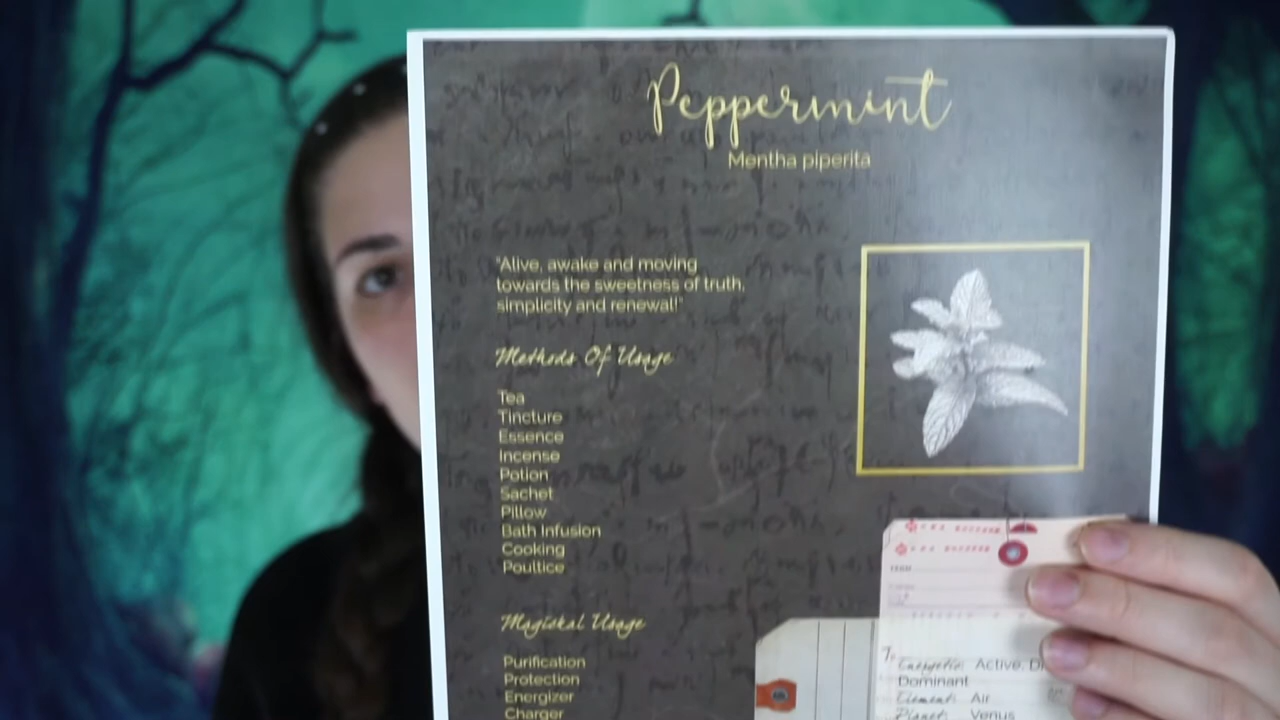 Peppermint
Mentha piperita
"Alive, awake and moving
towards the sweetness of truth,
simplicity and renewal!"
Methods Of Usage
Tea
Tincture
Essence
Incense
Potion
Sachet
Pillow
Bath Infusion
Cooking
Poultice
Magickal Usage
Purification
Protection
Energizer
Charger
To
Energetic: Active,
Dominant
Element: Air
Planet: Venus